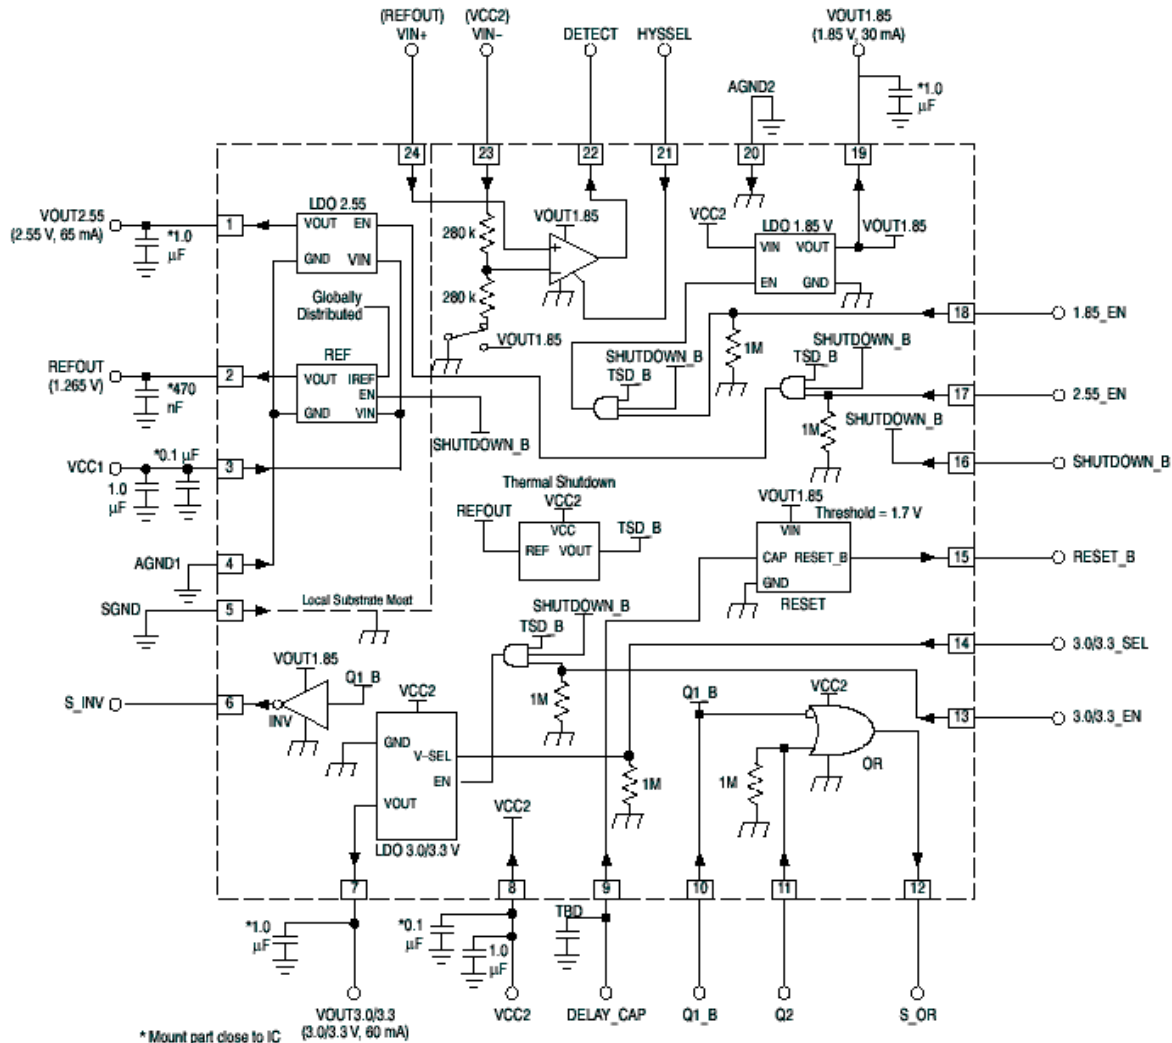 (REFOUT)
VIN+
(VCC2)
VIN–
DETECT
HYSSEL
VOUT1.85
(1.85 V, 30 mA)
AGND2
*1.0
µF
24
23
22
21
20
19
VOUT2.55
(2.55 V, 65 mA)
*1.0
µF
1
LDO 2.55
VOUT EN
GND VIN
280 k
280 k
VOUT1.85
VCC2
LDO 1.85 V
VIN VOUT
EN GND
VOUT1.85
Globally
Distributed
VOUT1.85
18
1.85_EN
1M
SHUTDOWN_B
TSD_B
SHUTDOWN_B
TSD_B
REFOUT
(1.265 V)
*470
nF
2
REF
VOUT IREF
EN
GND VIN
17
2.55_EN
SHUTDOWN_B
1M
SHUTDOWN_B
16
SHUTDOWN_B
VCC1
*0.1 µF
1.0
µF
3
Thermal Shutdown
REFOUT
VCC2
VCC
REF VOUT
TSD_B
VOUT1.85
Threshold = 1.7 V
VIN
CAP RESET_B
GND
RESET
15
RESET_B
AGND1
4
SGND
5
Local Substrate Moat
SHUTDOWN_B
TSD_B
14
3.0/3.3_SEL
VOUT1.85
Q1_B
S_INV
6
INV
VCC2
1M
Q1_B
VCC2
13
3.0/3.3_EN
GND
V–SEL
EN
VOUT
LDO 3.0/3.3 V
VCC2
1M
1M
OR
7
8
9
10
11
12
*1.0
µF
*0.1
µF
1.0
µF
TBD
VOUT3.0/3.3
(3.0/3.3 V, 60 mA)
VCC2
DELAY_CAP
Q1_B
Q2
S_OR
* Mount part close to IC